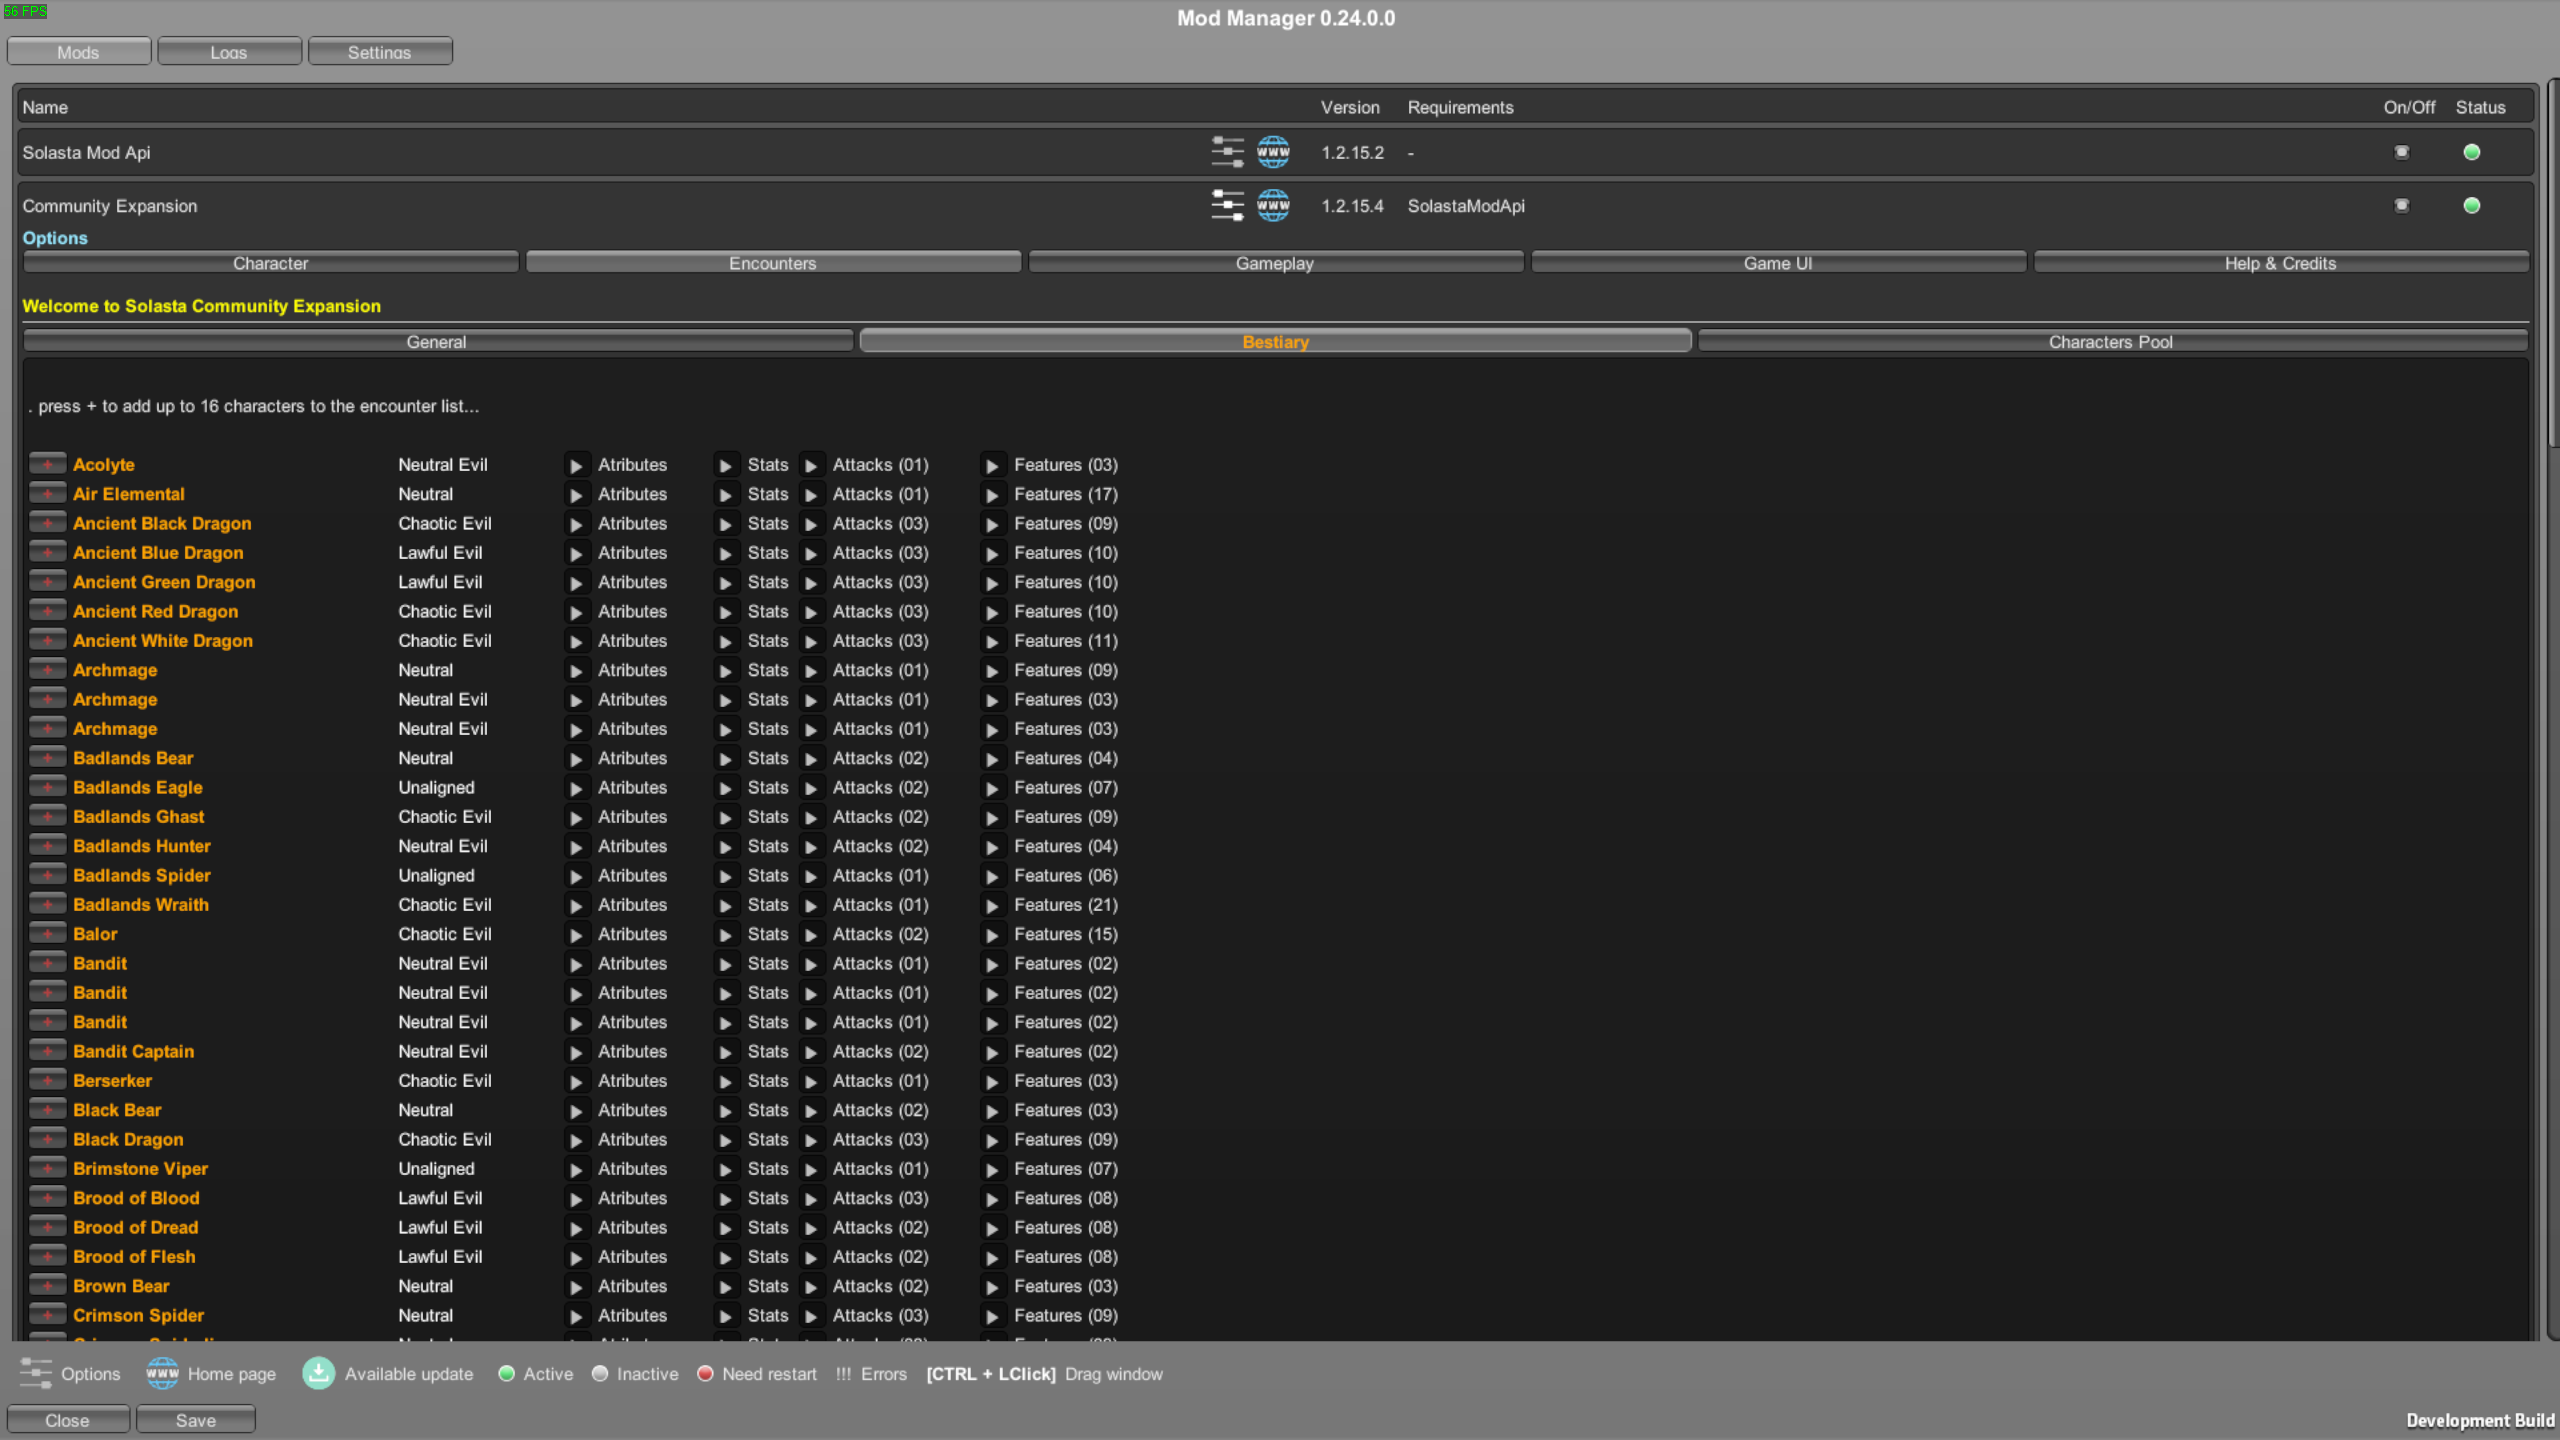 56 FPS
Mod Manager 0.24.0.0
Mods Logs Settings
Name Version Requirements On/Off Status
Solasta Mod Api www 1.2.15.2 -
Community Expansion www 1.2.15.4 SolastaModApi
Options
Character Encounters Gameplay Game UI Help & Credits
Welcome to Solasta Community Expansion
General Bestiary Characters Pool
. press + to add up to 16 characters to the encounter list...
+ Acolyte Neutral Evil ▶ Atributes ▶ Stats ▶ Attacks (01) ▶ Features (03)
+ Air Elemental Neutral ▶ Atributes ▶ Stats ▶ Attacks (01) ▶ Features (17)
+ Ancient Black Dragon Chaotic Evil ▶ Atributes ▶ Stats ▶ Attacks (03) ▶ Features (09)
+ Ancient Blue Dragon Lawful Evil ▶ Atributes ▶ Stats ▶ Attacks (03) ▶ Features (10)
+ Ancient Green Dragon Lawful Evil ▶ Atributes ▶ Stats ▶ Attacks (03) ▶ Features (10)
+ Ancient Red Dragon Chaotic Evil ▶ Atributes ▶ Stats ▶ Attacks (03) ▶ Features (10)
+ Ancient White Dragon Chaotic Evil ▶ Atributes ▶ Stats ▶ Attacks (03) ▶ Features (11)
+ Archmage Neutral ▶ Atributes ▶ Stats ▶ Attacks (01) ▶ Features (09)
+ Archmage Neutral Evil ▶ Atributes ▶ Stats ▶ Attacks (01) ▶ Features (03)
+ Archmage Neutral Evil ▶ Atributes ▶ Stats ▶ Attacks (01) ▶ Features (03)
+ Badlands Bear Neutral ▶ Atributes ▶ Stats ▶ Attacks (02) ▶ Features (04)
+ Badlands Eagle Unaligned ▶ Atributes ▶ Stats ▶ Attacks (02) ▶ Features (07)
+ Badlands Ghast Chaotic Evil ▶ Atributes ▶ Stats ▶ Attacks (02) ▶ Features (09)
+ Badlands Hunter Neutral Evil ▶ Atributes ▶ Stats ▶ Attacks (02) ▶ Features (04)
+ Badlands Spider Unaligned ▶ Atributes ▶ Stats ▶ Attacks (01) ▶ Features (06)
+ Badlands Wraith Chaotic Evil ▶ Atributes ▶ Stats ▶ Attacks (01) ▶ Features (21)
+ Balor Chaotic Evil ▶ Atributes ▶ Stats ▶ Attacks (02) ▶ Features (15)
+ Bandit Neutral Evil ▶ Atributes ▶ Stats ▶ Attacks (01) ▶ Features (02)
+ Bandit Neutral Evil ▶ Atributes ▶ Stats ▶ Attacks (01) ▶ Features (02)
+ Bandit Neutral Evil ▶ Atributes ▶ Stats ▶ Attacks (01) ▶ Features (02)
+ Bandit Captain Neutral Evil ▶ Atributes ▶ Stats ▶ Attacks (02) ▶ Features (02)
+ Berserker Chaotic Evil ▶ Atributes ▶ Stats ▶ Attacks (01) ▶ Features (03)
+ Black Bear Neutral ▶ Atributes ▶ Stats ▶ Attacks (02) ▶ Features (03)
+ Black Dragon Chaotic Evil ▶ Atributes ▶ Stats ▶ Attacks (03) ▶ Features (09)
+ Brimstone Viper Unaligned ▶ Atributes ▶ Stats ▶ Attacks (01) ▶ Features (07)
+ Brood of Blood Lawful Evil ▶ Atributes ▶ Stats ▶ Attacks (03) ▶ Features (08)
+ Brood of Dread Lawful Evil ▶ Atributes ▶ Stats ▶ Attacks (02) ▶ Features (08)
+ Brood of Flesh Lawful Evil ▶ Atributes ▶ Stats ▶ Attacks (02) ▶ Features (08)
+ Brown Bear Neutral ▶ Atributes ▶ Stats ▶ Attacks (02) ▶ Features (03)
+ Crimson Spider Neutral ▶ Atributes ▶ Stats ▶ Attacks (03) ▶ Features (09)
Options www Home page Available update Active Inactive Need restart !!! Errors [CTRL + LClick] Drag window
Close Save
Development Build